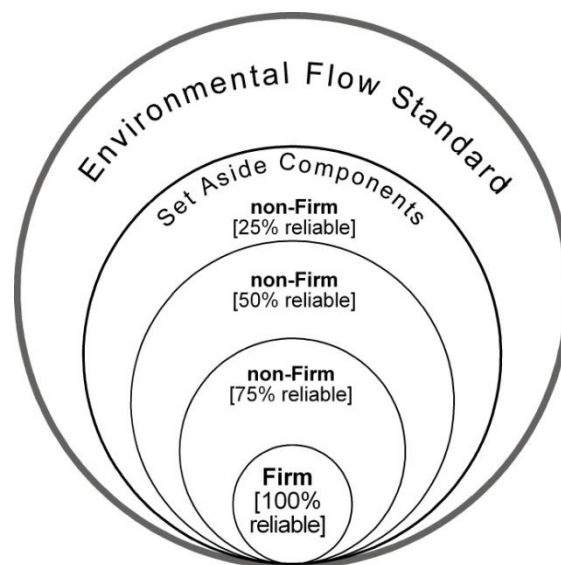 Environmental Flow Standard
Set Aside Components
non-Firm
[25% reliable]
non-Firm
[50% reliable]
non-Firm
[75% reliable]
Firm
[100%
reliable]